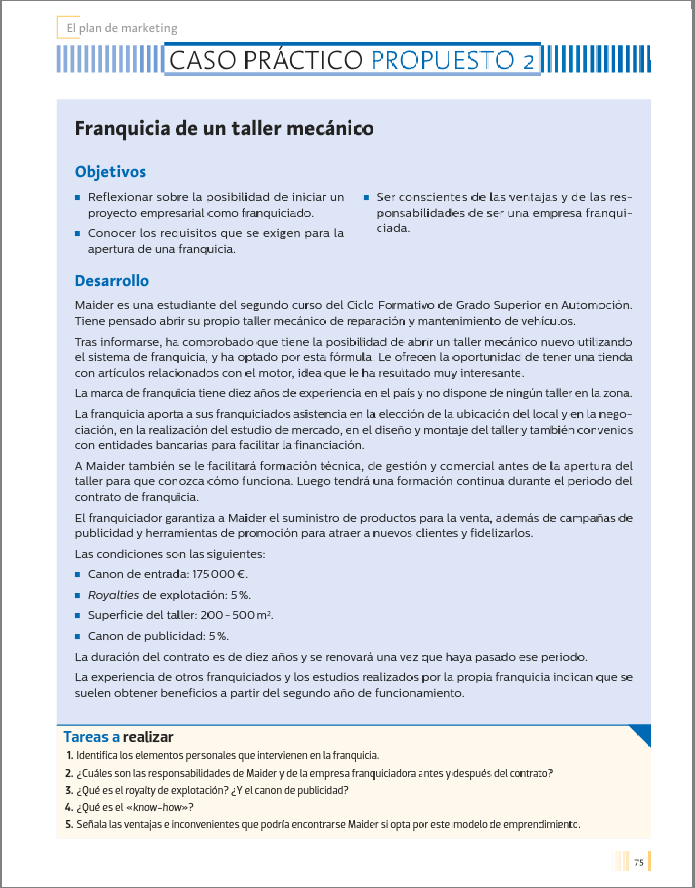 El plan de marketing
CASO PRÁCTICO PROPUESTO 2
Franquicia de un taller mecánico
Objetivos
▪ Reflexionar sobre la posibilidad de iniciar un
proyecto empresarial como franquiciado.
▪ Conocer los requisitos que se exigen para la
apertura de una franquicia.
▪ Ser conscientes de las ventajas y de las res-
ponsabilidades de ser una empresa franqui-
ciada.
Desarrollo
Maider es una estudiante del segundo curso del Ciclo Formativo de Grado Superior en Automoción.
Tiene pensado abrir su propio taller mecánico de reparación y mantenimiento de vehículos.
Tras informarse, ha comprobado que tiene la posibilidad de abrir un taller mecánico nuevo utilizando
el sistema de franquicia, y ha optado por esta fórmula. Le ofrecen la oportunidad de tener una tienda
con artículos relacionados con el motor, idea que le ha resultado muy interesante.
La marca de franquicia tiene diez años de experiencia en el país y no dispone de ningún taller en la zona.
La franquicia aporta a sus franquiciados asistencia en la elección de la ubicación del local y en la nego-
ciación, en la realización del estudio de mercado, en el diseño y montaje del taller y también convenios
con entidades bancarias para facilitar la financiación.
A Maider también se le facilitará formación técnica, de gestión y comercial antes de la apertura del
taller para que conozca cómo funciona. Luego tendrá una formación continua durante el periodo del
contrato de franquicia.
El franquiciador garantiza a Maider el suministro de productos para la venta, además de campañas de
publicidad y herramientas de promoción para atraer a nuevos clientes y fidelizarlos.
Las condiciones son las siguientes:
▪ Canon de entrada: 175 000 €.
▪ Royalties de explotación: 5 %.
▪ Superficie del taller: 200 - 500 m².
▪ Canon de publicidad: 5 %.
La duración del contrato es de diez años y se renovará una vez que haya pasado ese periodo.
La experiencia de otros franquiciados y los estudios realizados por la propia franquicia indican que se
suelen obtener beneficios a partir del segundo año de funcionamiento.
Tareas a realizar
1. Identifica los elementos personales que intervienen en la franquicia.
2. ¿Cuáles son las responsabilidades de Maider y de la empresa franquiciadora antes y después del contrato?
3. ¿Qué es el royalty de explotación? ¿Y el canon de publicidad?
4. ¿Qué es el «know-how»?
5. Señala las ventajas e inconvenientes que podría encontrarse Maider si opta por este modelo de emprendimiento.
75